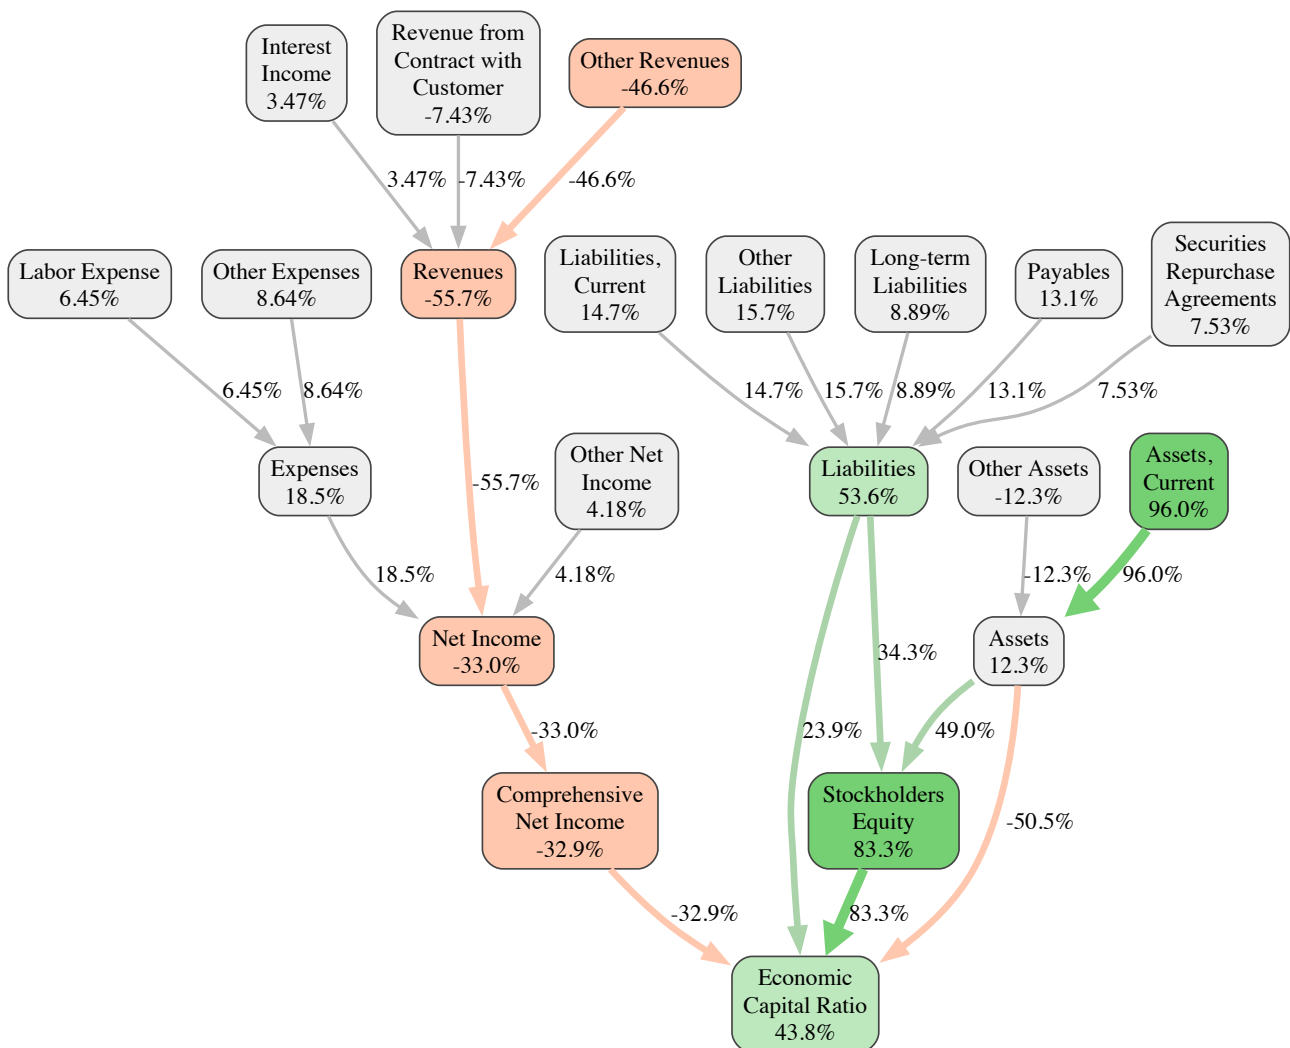 Interest
Income
3.47%
Revenue from
Contract with
Customer
-7.43%
Other Revenues
-46.6%
3.47%
-7.43%
-46.6%
Labor Expense
6.45%
Other Expenses
8.64%
Revenues
-55.7%
Liabilities,
Current
14.7%
Other
Liabilities
15.7%
Long-term
Liabilities
8.89%
Payables
13.1%
Securities
Repurchase
Agreements
7.53%
6.45%
8.64%
14.7%
15.7%
8.89%
13.1%
7.53%
Expenses
18.5%
-55.7%
Other Net
Income
4.18%
Liabilities
53.6%
Other Assets
-12.3%
Assets,
Current
96.0%
18.5%
4.18%
-12.3%
96.0%
Net Income
-33.0%
34.3%
Assets
12.3%
-33.0%
23.9%
49.0%
Comprehensive
Net Income
-32.9%
Stockholders
Equity
83.3%
-50.5%
-32.9%
83.3%
Economic
Capital Ratio
43.8%